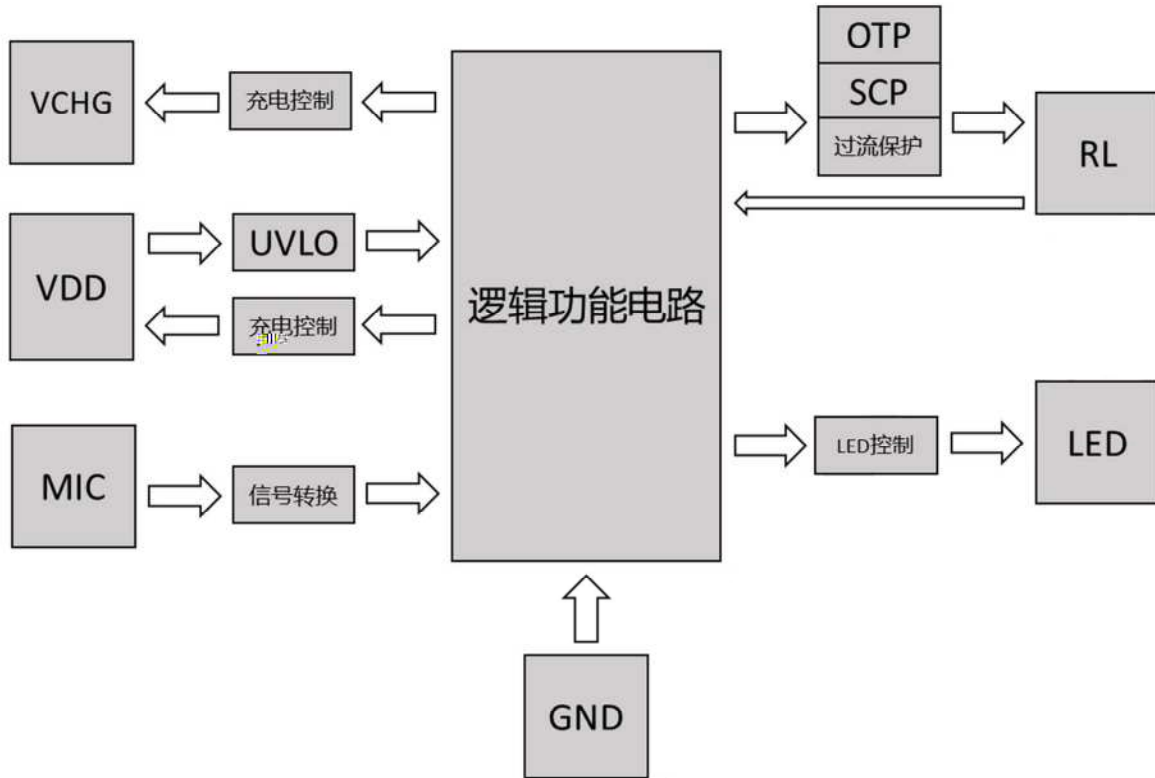 OTP
SCP
过流保护
VCHG
充电控制
RL
VDD
UVLO
充电控制
逻辑功能电路
MIC
信号转换
LED控制
LED
GND